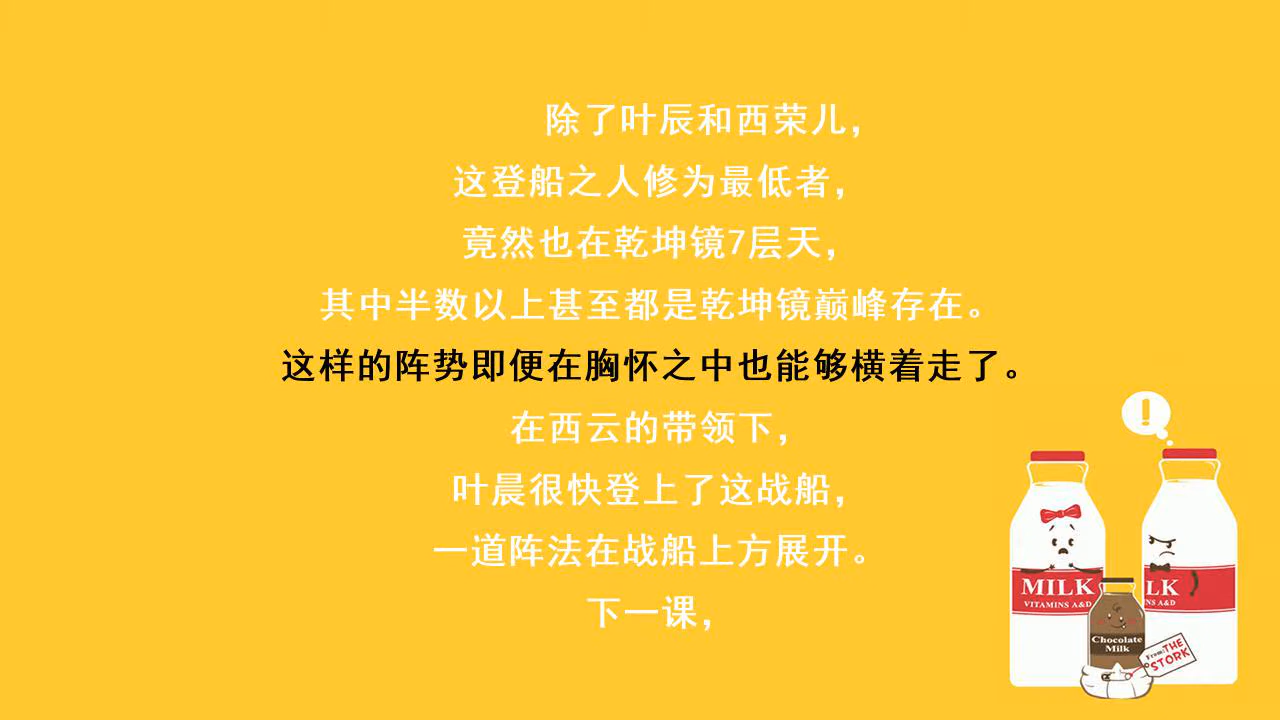 除了叶辰和西荣儿，
这登船之人修为最低者，
竟然也在乾坤镜7层天，
其中半数以上甚至都是乾坤镜巅峰存在。
这样的阵势即便在胸怀之中也能够横着走了。
在西云的带领下，
叶晨很快登上了这战船，
一道阵法在战船上方展开。
下一课，
!
MILK
VITAMINS A&D
LK
INS A&D
Chocolate
Milk
From: THE
STORK